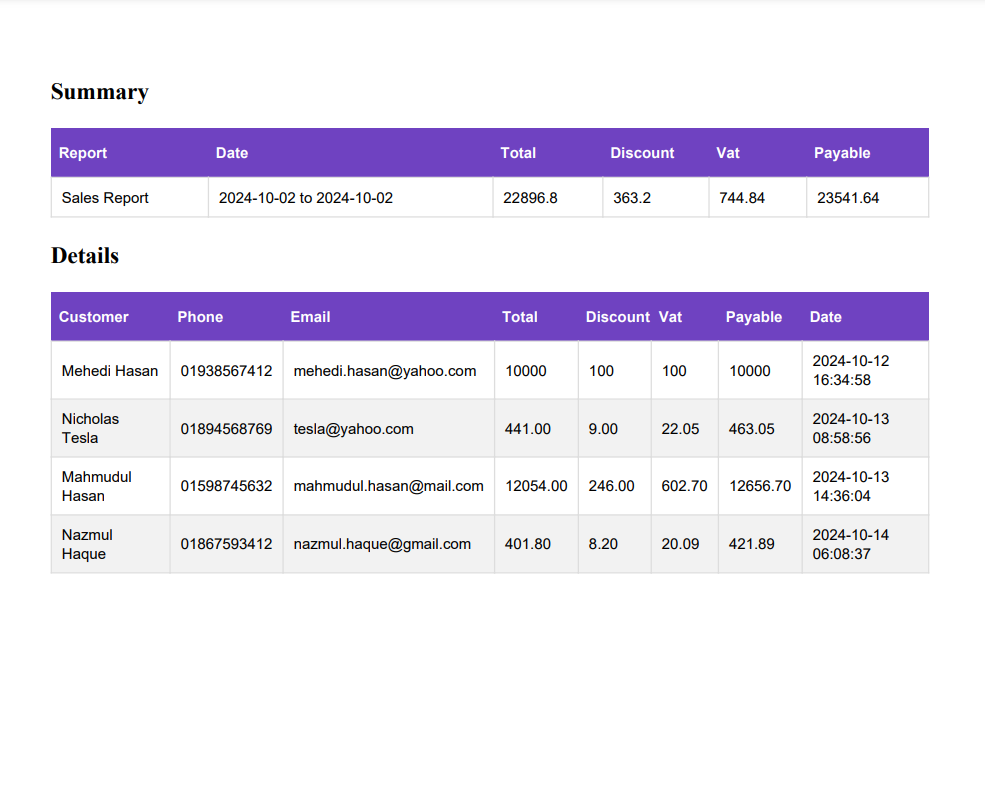 Summary
Report Date Total Discount Vat Payable
Sales Report 2024-10-02 to 2024-10-02 22896.8 363.2 744.84 23541.64
Details
Customer Phone Email Total Discount Vat Payable Date
Mehedi Hasan 01938567412 mehedi.hasan@yahoo.com 10000 100 100 10000 2024-10-12 16:34:58
Nicholas Tesla 01894568769 tesla@yahoo.com 441.00 9.00 22.05 463.05 2024-10-13 08:58:56
Mahmudul Hasan 01598745632 mahmudul.hasan@mail.com 12054.00 246.00 602.70 12656.70 2024-10-13 14:36:04
Nazmul Haque 01867593412 nazmul.haque@gmail.com 401.80 8.20 20.09 421.89 2024-10-14 06:08:37